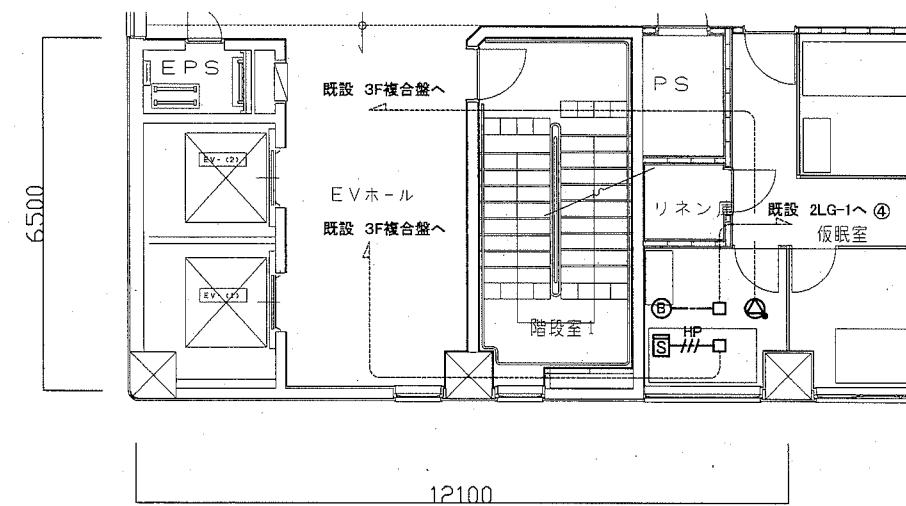 EPS
既設 3F複合盤へ
PS
EV-(2)
EVホール
リネン庫
既設 2LG-1へ ④
仮眠室
既設 3F複合盤へ
6500
EV-(1)
階段室1
B
HP
S
12100